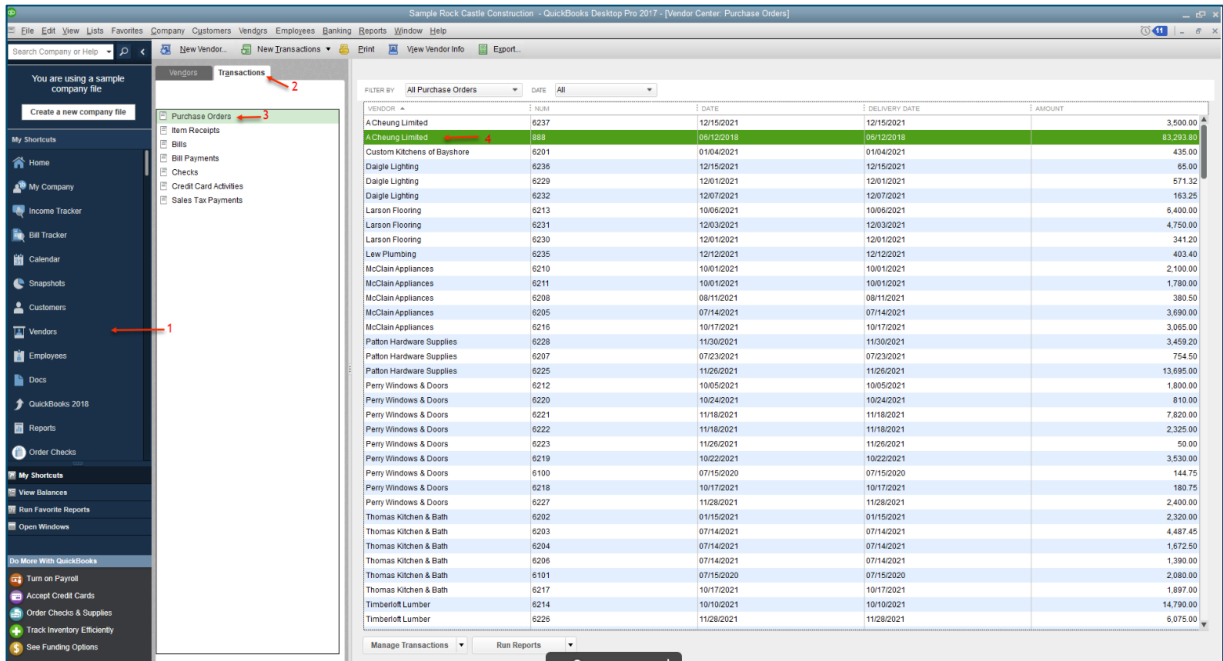 Sample Rock Castle Construction - QuickBooks Desktop Pro 2017 - [Vendor Center: Purchase Orders]
File Edit View Lists Favorites Company Customers Vendors Employees Banking Reports Window Help 11
Search Company or Help New Vendor... New Transactions Print View Vendor Info Export...
You are using a sample
company file
Create a new company file
My Shortcuts
Home
My Company
Income Tracker
Bill Tracker
Calendar
Snapshots
Customers
Vendors 1
Employees
Docs
QuickBooks 2018
Reports
Order Checks
My Shortcuts
View Balances
Run Favorite Reports
Open Windows
Do More With QuickBooks
Turn on Payroll
Accept Credit Cards
Order Checks & Supplies
Track Inventory Efficiently
See Funding Options
Vendors Transactions 2
Purchase Orders 3
Item Receipts
Bills
Bill Payments
Checks
Credit Card Activities
Sales Tax Payments
FILTER BY All Purchase Orders DATE All
VENDOR NUM DATE DELIVERY DATE AMOUNT
A Cheung Limited 6237 12/15/2021 12/15/2021 3,500.00
A Cheung Limited 888 4 06/12/2018 06/12/2018 83,293.80
Custom Kitchens of Bayshore 6201 01/04/2021 01/04/2021 435.00
Daigle Lighting 6236 12/15/2021 12/15/2021 65.00
Daigle Lighting 6229 12/01/2021 12/01/2021 571.32
Daigle Lighting 6232 12/07/2021 12/07/2021 163.25
Larson Flooring 6213 10/06/2021 10/06/2021 6,400.00
Larson Flooring 6231 12/03/2021 12/03/2021 4,750.00
Larson Flooring 6230 12/01/2021 12/01/2021 341.20
Lew Plumbing 6235 12/12/2021 12/12/2021 403.40
McClain Appliances 6210 10/01/2021 10/01/2021 2,100.00
McClain Appliances 6211 10/01/2021 10/01/2021 1,780.00
McClain Appliances 6208 08/11/2021 08/11/2021 380.50
McClain Appliances 6205 07/14/2021 07/14/2021 3,690.00
McClain Appliances 6216 10/17/2021 10/17/2021 3,065.00
Patton Hardware Supplies 6228 11/30/2021 11/30/2021 3,459.20
Patton Hardware Supplies 6207 07/23/2021 07/23/2021 754.50
Patton Hardware Supplies 6225 11/26/2021 11/26/2021 13,695.00
Perry Windows & Doors 6212 10/05/2021 10/05/2021 1,800.00
Perry Windows & Doors 6220 10/24/2021 10/24/2021 810.00
Perry Windows & Doors 6221 11/18/2021 11/18/2021 7,820.00
Perry Windows & Doors 6222 11/18/2021 11/18/2021 2,325.00
Perry Windows & Doors 6223 11/26/2021 11/26/2021 50.00
Perry Windows & Doors 6219 10/22/2021 10/22/2021 3,530.00
Perry Windows & Doors 6100 07/15/2020 07/15/2020 144.75
Perry Windows & Doors 6218 10/17/2021 10/17/2021 180.75
Perry Windows & Doors 6227 11/28/2021 11/28/2021 2,400.00
Thomas Kitchen & Bath 6202 01/15/2021 01/15/2021 2,320.00
Thomas Kitchen & Bath 6203 07/14/2021 07/14/2021 4,487.45
Thomas Kitchen & Bath 6204 07/14/2021 07/14/2021 1,672.50
Thomas Kitchen & Bath 6206 07/14/2021 07/14/2021 1,390.00
Thomas Kitchen & Bath 6101 07/15/2020 07/15/2020 2,080.00
Thomas Kitchen & Bath 6217 10/17/2021 10/17/2021 1,897.00
Timberloft Lumber 6214 10/10/2021 10/10/2021 14,790.00
Timberloft Lumber 6226 11/28/2021 11/28/2021 6,075.00
Manage Transactions Run Reports